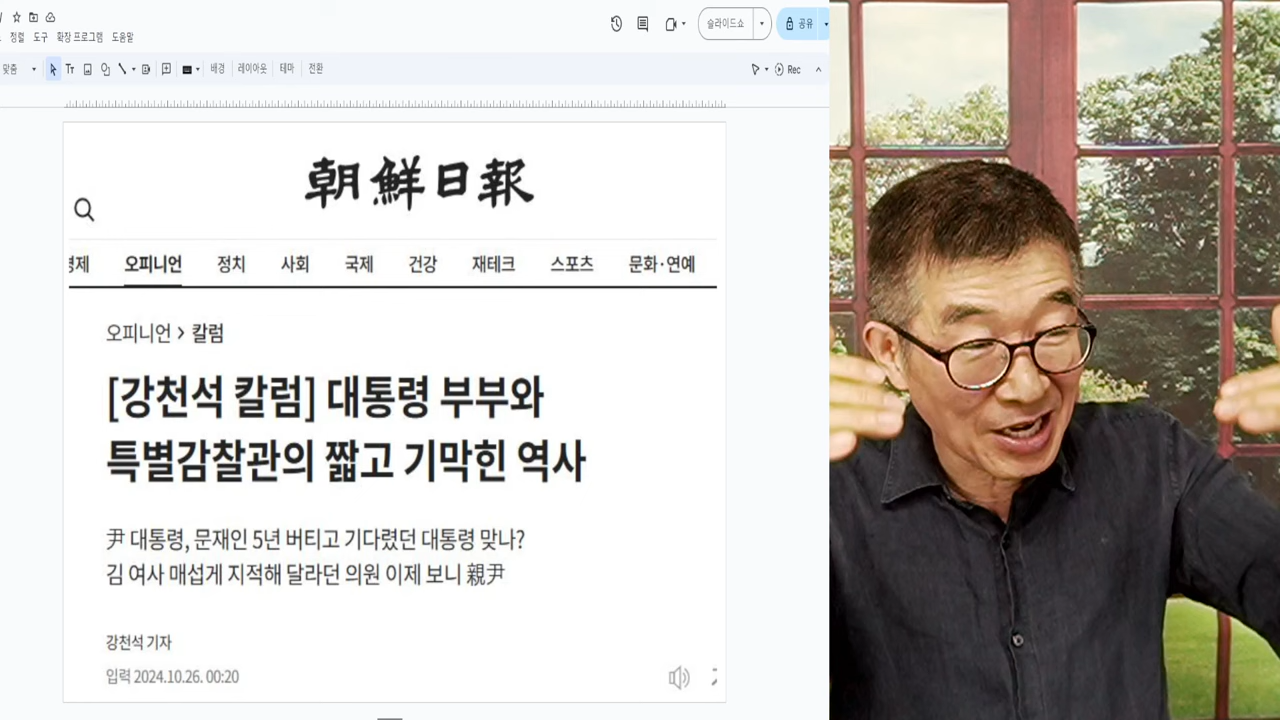 정렬 도구 확장 프로그램 도움말
슬라이드쇼
공유
맞춤
배경 레이아웃 테마 전환
Rec
朝鮮日報
오피니언 정치 사회 국제 건강 재테크 스포츠 문화·연예
오피니언 > 칼럼
[강천석 칼럼] 대통령 부부와
특별감찰관의 짧고 기막힌 역사
尹 대통령, 문재인 5년 버티고 기다렸던 대통령 맞나?
김 여사 매섭게 지적해 달라던 의원 이제 보니 親尹
강천석 기자
입력 2024.10.26. 00:20